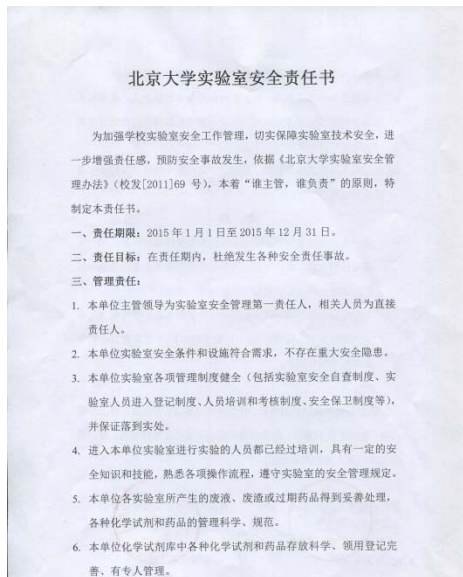 北京大学实验室安全责任书
为加强学校实验室安全工作管理，切实保障实验室技术安全，进
一步增强责任感，预防安全事故发生，依据《北京大学实验室安全管
理办法》（校发[2011]69 号），本着“谁主管，谁负责”的原则，特
制定本责任书。
一、责任期限：2015 年 1 月 1 日至 2015 年 12 月 31 日。
二、责任目标：在责任期内，杜绝发生各种安全责任事故。
三、管理责任：
1. 本单位主管领导为实验室安全管理第一责任人，相关人员为直接
责任人。
2. 本单位实验室安全条件和设施符合需求，不存在重大安全隐患。
3. 本单位实验室各项管理制度健全（包括实验室安全自查制度、实
验室人员进入登记制度、人员培训和考核制度、安全保卫制度等），
并保证落到实处。
4. 进入本单位实验室进行实验的人员都已经过培训，具有一定的安
全知识和技能，熟悉各项操作流程，遵守实验室的安全管理规定。
5. 本单位各实验室所产生的废液、废渣或过期药品得到妥善处理，
各种化学试剂和药品的管理科学、规范。
6. 本单位化学试剂库中各种化学试剂和药品存放科学、领用登记完
善、有专人管理。